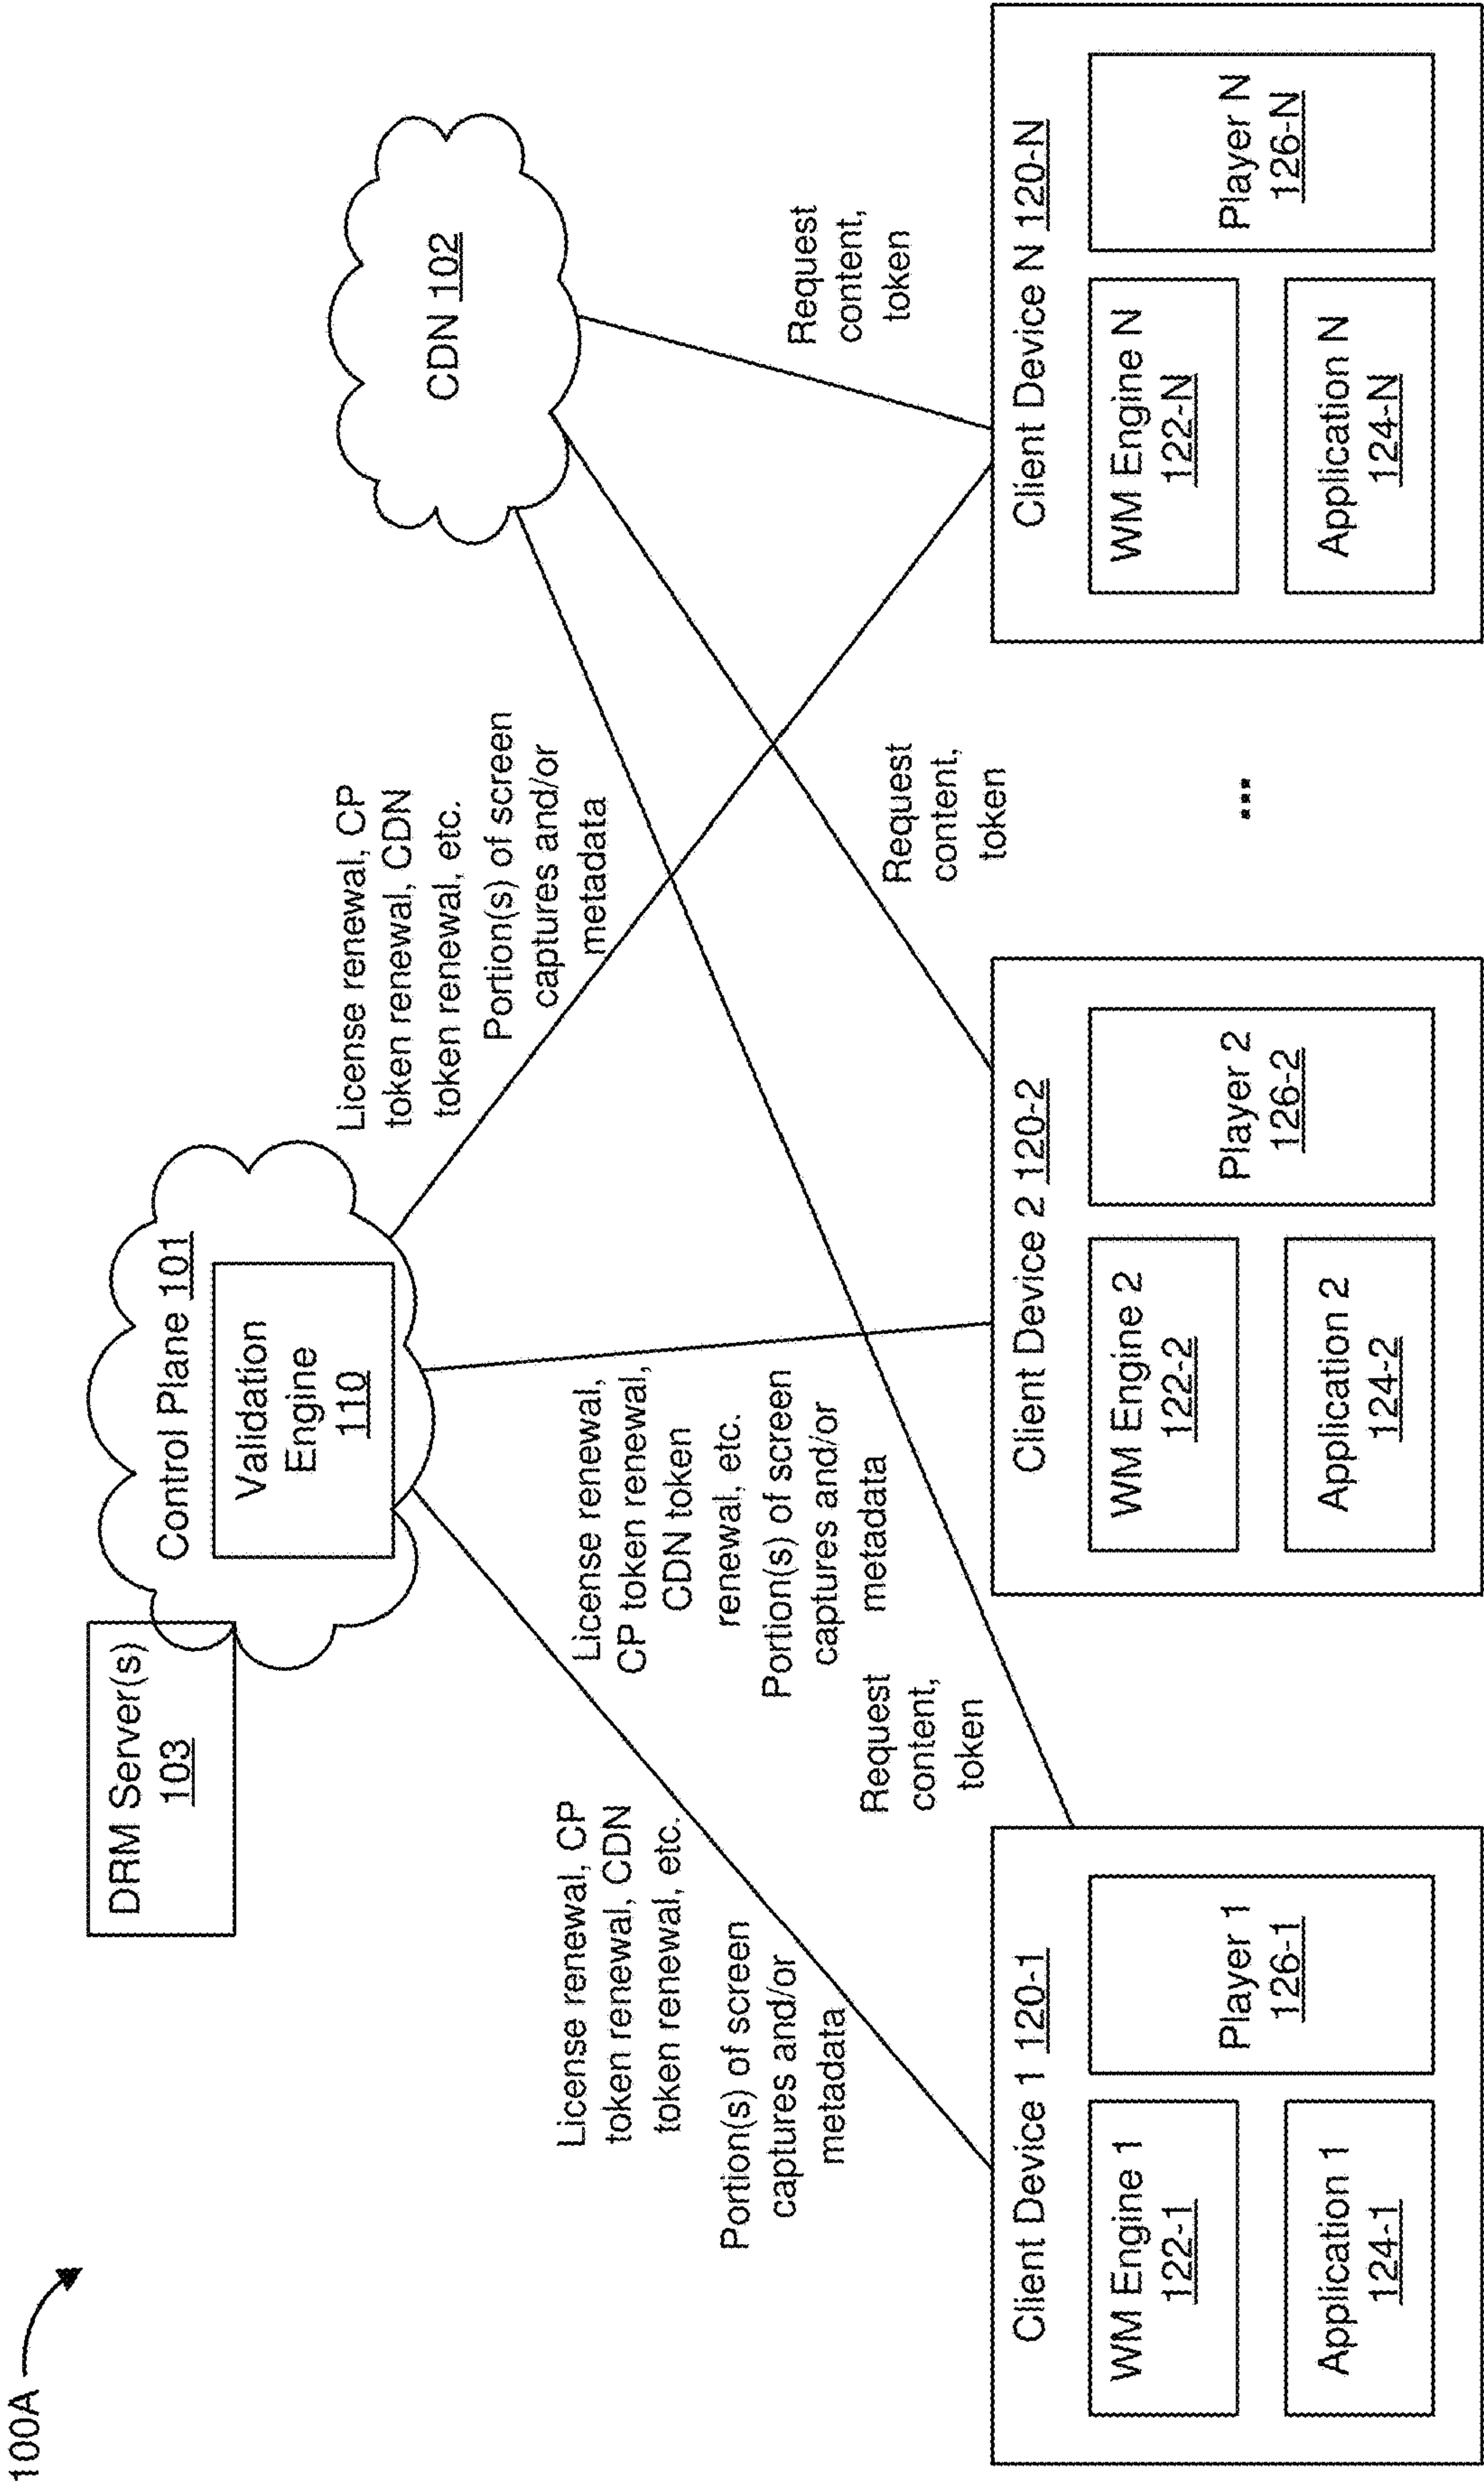 100A
DRM Server(s)
103
Control Plane 101
Validation
Engine
110
CDN 102
License renewal, CP
token renewal, CDN
token renewal, etc.
Portion(s) of screen
captures and/or
metadata
License renewal,
CP token renewal,
CDN token
renewal, etc.
Portion(s) of screen
captures and/or
metadata
License renewal, CP
token renewal, CDN
token renewal, etc.
Portion(s) of screen
captures and/or
metadata
Request
content,
token
Request
content,
token
Request
content,
token
Client Device 1 120-1
WM Engine 1
122-1
Application 1
124-1
Player 1
126-1
Client Device 2 120-2
WM Engine 2
122-2
Application 2
124-2
Player 2
126-2
...
Client Device N 120-N
WM Engine N
122-N
Application N
124-N
Player N
126-N